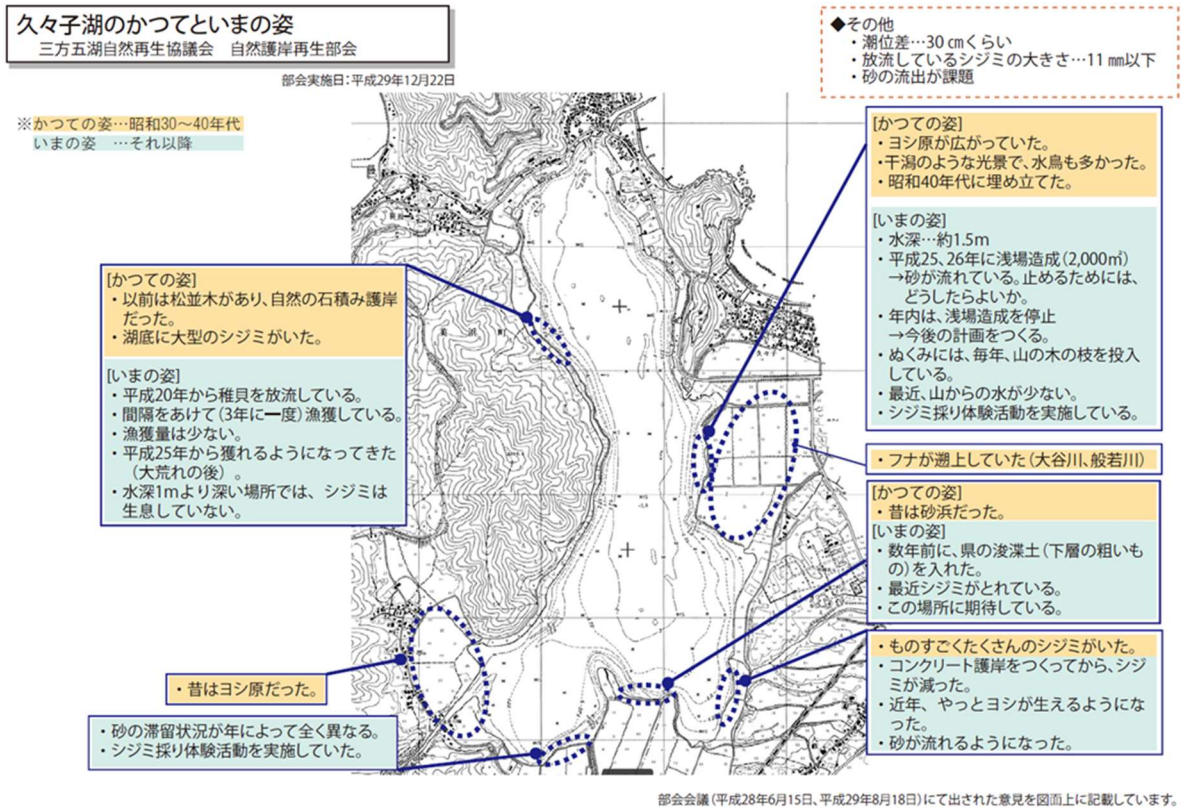 久々子湖のかつてといまの姿
三方五湖自然再生協議会　自然護岸再生部会
部会実施日：平成29年12月22日
※かつての姿…昭和30～40年代
いまの姿　…それ以降
◆その他
・潮位差…30㎝くらい
・放流しているシジミの大きさ…11㎜以下
・砂の流出が課題
[かつての姿]
・ヨシ原が広がっていた。
・干潟のような光景で、水鳥も多かった。
・昭和40年代に埋め立てた。
[いまの姿]
・水深…約1.5m
・平成25、26年に浅場造成（2,000㎡）
→砂が流れている。止めるためには、
どうしたらよいか。
・年内は、浅場造成を停止
→今後の計画をつくる。
・ぬくみには、毎年、山の木の枝を投入
している。
・最近、山からの水が少ない。
・シジミ採り体験活動を実施している。
[かつての姿]
・以前は松並木があり、自然の石積み護岸
だった。
・湖底に大型のシジミがいた。
[いまの姿]
・平成20年から稚貝を放流している。
・間隔をあけて（3年に一度）漁獲している。
・漁獲量は少ない。
・平成25年から獲れるようになってきた
（大荒れの後）。
・水深1mより深い場所では、シジミは
生息していない。
・フナが遡上していた（大谷川、般若川）
[かつての姿]
・昔は砂浜だった。
[いまの姿]
・数年前に、県の浚渫土（下層の粗いも
の）を入れた。
・最近シジミがとれている。
・この場所に期待している。
・ものすごくたくさんのシジミがいた。
・コンクリート護岸をつくってから、シジ
ミが減った。
・近年、やっとヨシが生えるようにな
った。
・砂が流れるようになった。
・昔はヨシ原だった。
・砂の滞留状況が年によって全く異なる。
・シジミ採り体験活動を実施していた。
久々子
部会会議（平成28年6月15日、平成29年8月18日）にて出された意見を図面上に記載しています。